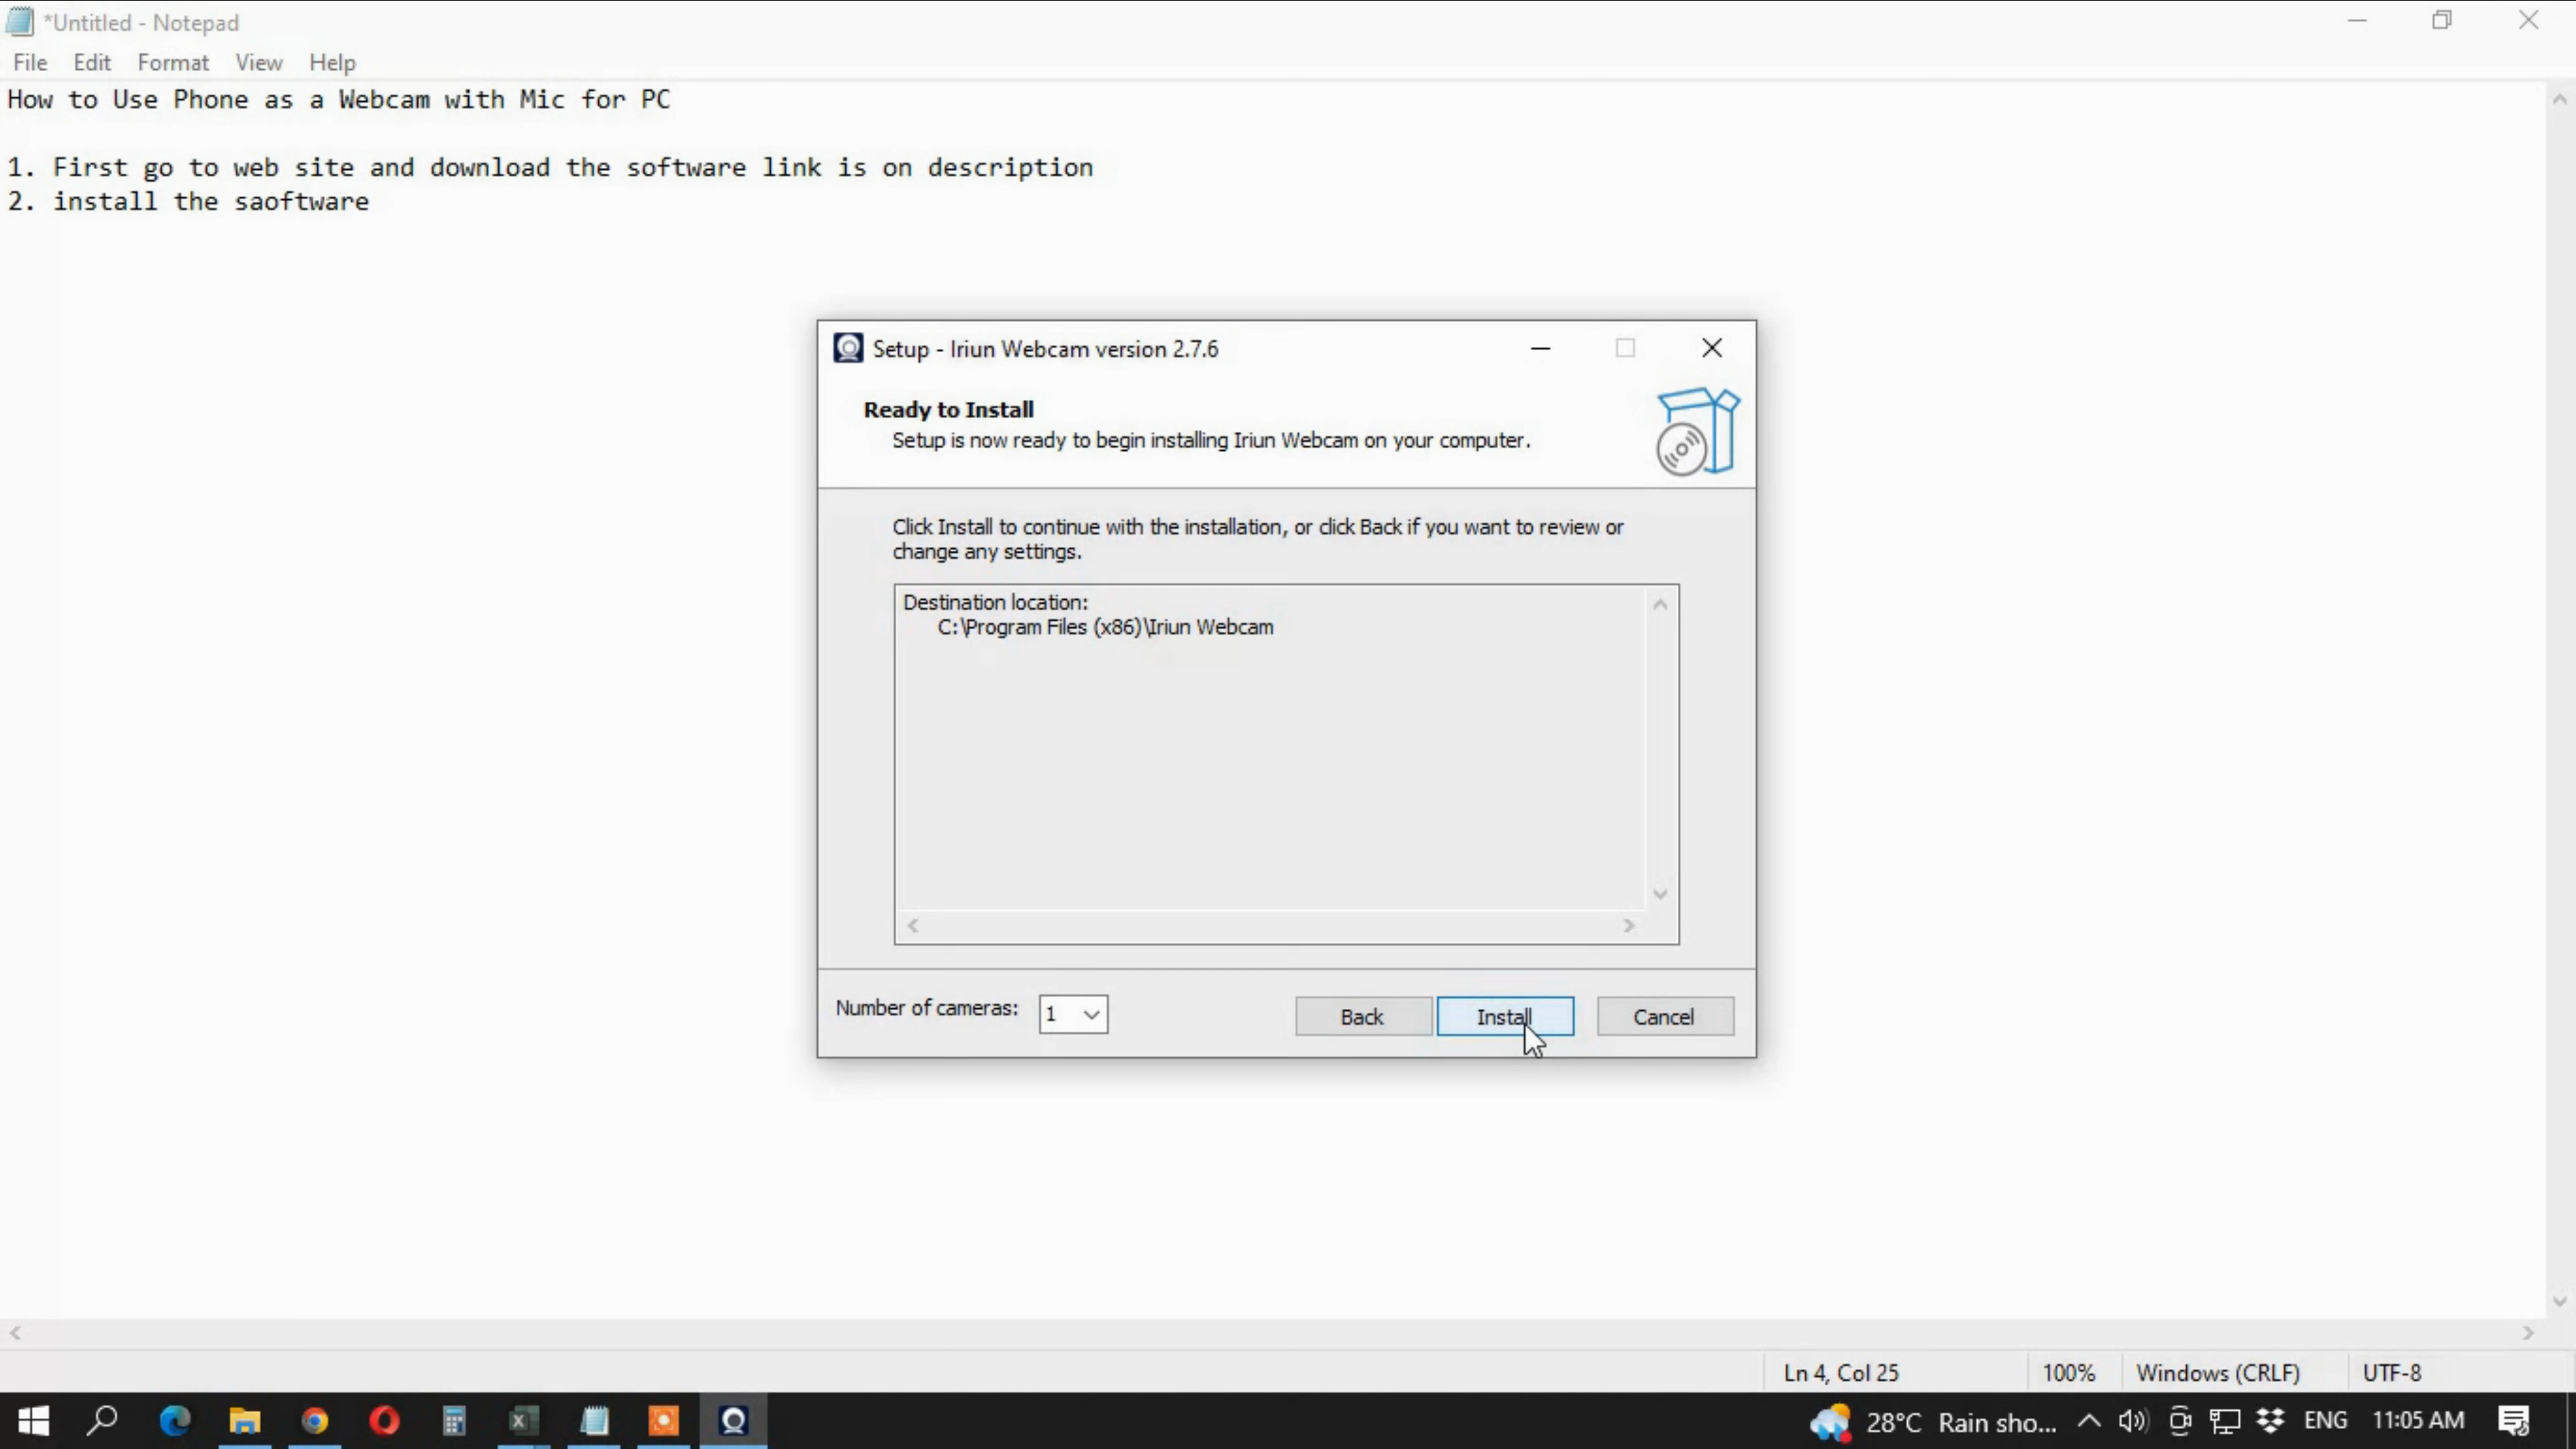 *Untitled - Notepad
File Edit Format View Help
How to Use Phone as a Webcam with Mic for PC
1. First go to web site and download the software link is on description
2. install the saoftware
Setup - Iriun Webcam version 2.7.6
Ready to Install
Setup is now ready to begin installing Iriun Webcam on your computer.
Click Install to continue with the installation, or click Back if you want to review or
change any settings.
Destination location:
C:\Program Files (x86)\Iriun Webcam
Number of cameras: 1 Back Install Cancel
Ln 4, Col 25 100% Windows (CRLF) UTF-8
28°C Rain sho... ENG 11:05 AM